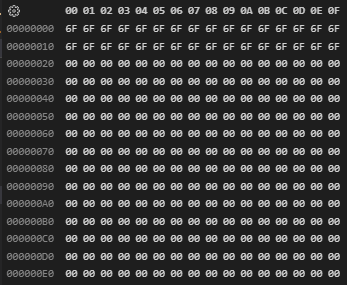 00 01 02 03 04 05 06 07 08 09 0A 0B 0C 0D 0E 0F
00000000 6F 6F 6F 6F 6F 6F 6F 6F 6F 6F 6F 6F 6F 6F 6F 6F
00000010 6F 6F 6F 6F 6F 6F 6F 6F 6F 6F 6F 6F 6F 6F 6F 6F
00000020 00 00 00 00 00 00 00 00 00 00 00 00 00 00 00 00
00000030 00 00 00 00 00 00 00 00 00 00 00 00 00 00 00 00
00000040 00 00 00 00 00 00 00 00 00 00 00 00 00 00 00 00
00000050 00 00 00 00 00 00 00 00 00 00 00 00 00 00 00 00
00000060 00 00 00 00 00 00 00 00 00 00 00 00 00 00 00 00
00000070 00 00 00 00 00 00 00 00 00 00 00 00 00 00 00 00
00000080 00 00 00 00 00 00 00 00 00 00 00 00 00 00 00 00
00000090 00 00 00 00 00 00 00 00 00 00 00 00 00 00 00 00
000000A0 00 00 00 00 00 00 00 00 00 00 00 00 00 00 00 00
000000B0 00 00 00 00 00 00 00 00 00 00 00 00 00 00 00 00
000000C0 00 00 00 00 00 00 00 00 00 00 00 00 00 00 00 00
000000D0 00 00 00 00 00 00 00 00 00 00 00 00 00 00 00 00
000000E0 00 00 00 00 00 00 00 00 00 00 00 00 00 00 00 00